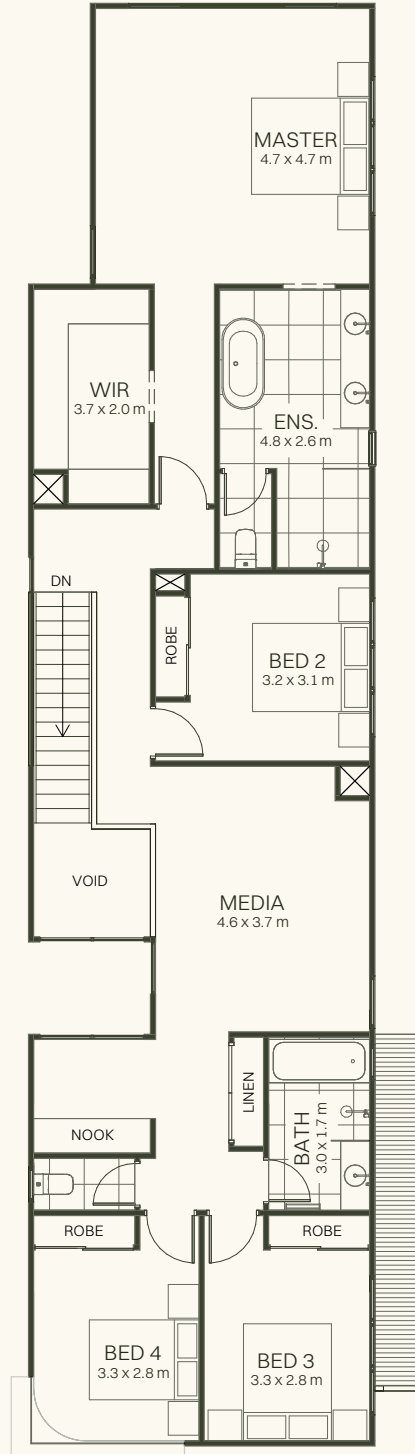 MASTER
4.7 x 4.7 m
WIR
3.7 x 2.0 m
ENS.
4.8 x 2.6 m
DN
ROBE
BED 2
3.2 x 3.1 m
VOID
MEDIA
4.6 x 3.7 m
LINEN
NOOK
BATH
3.0 x 1.7 m
ROBE
ROBE
BED 4
3.3 x 2.8 m
BED 3
3.3 x 2.8 m